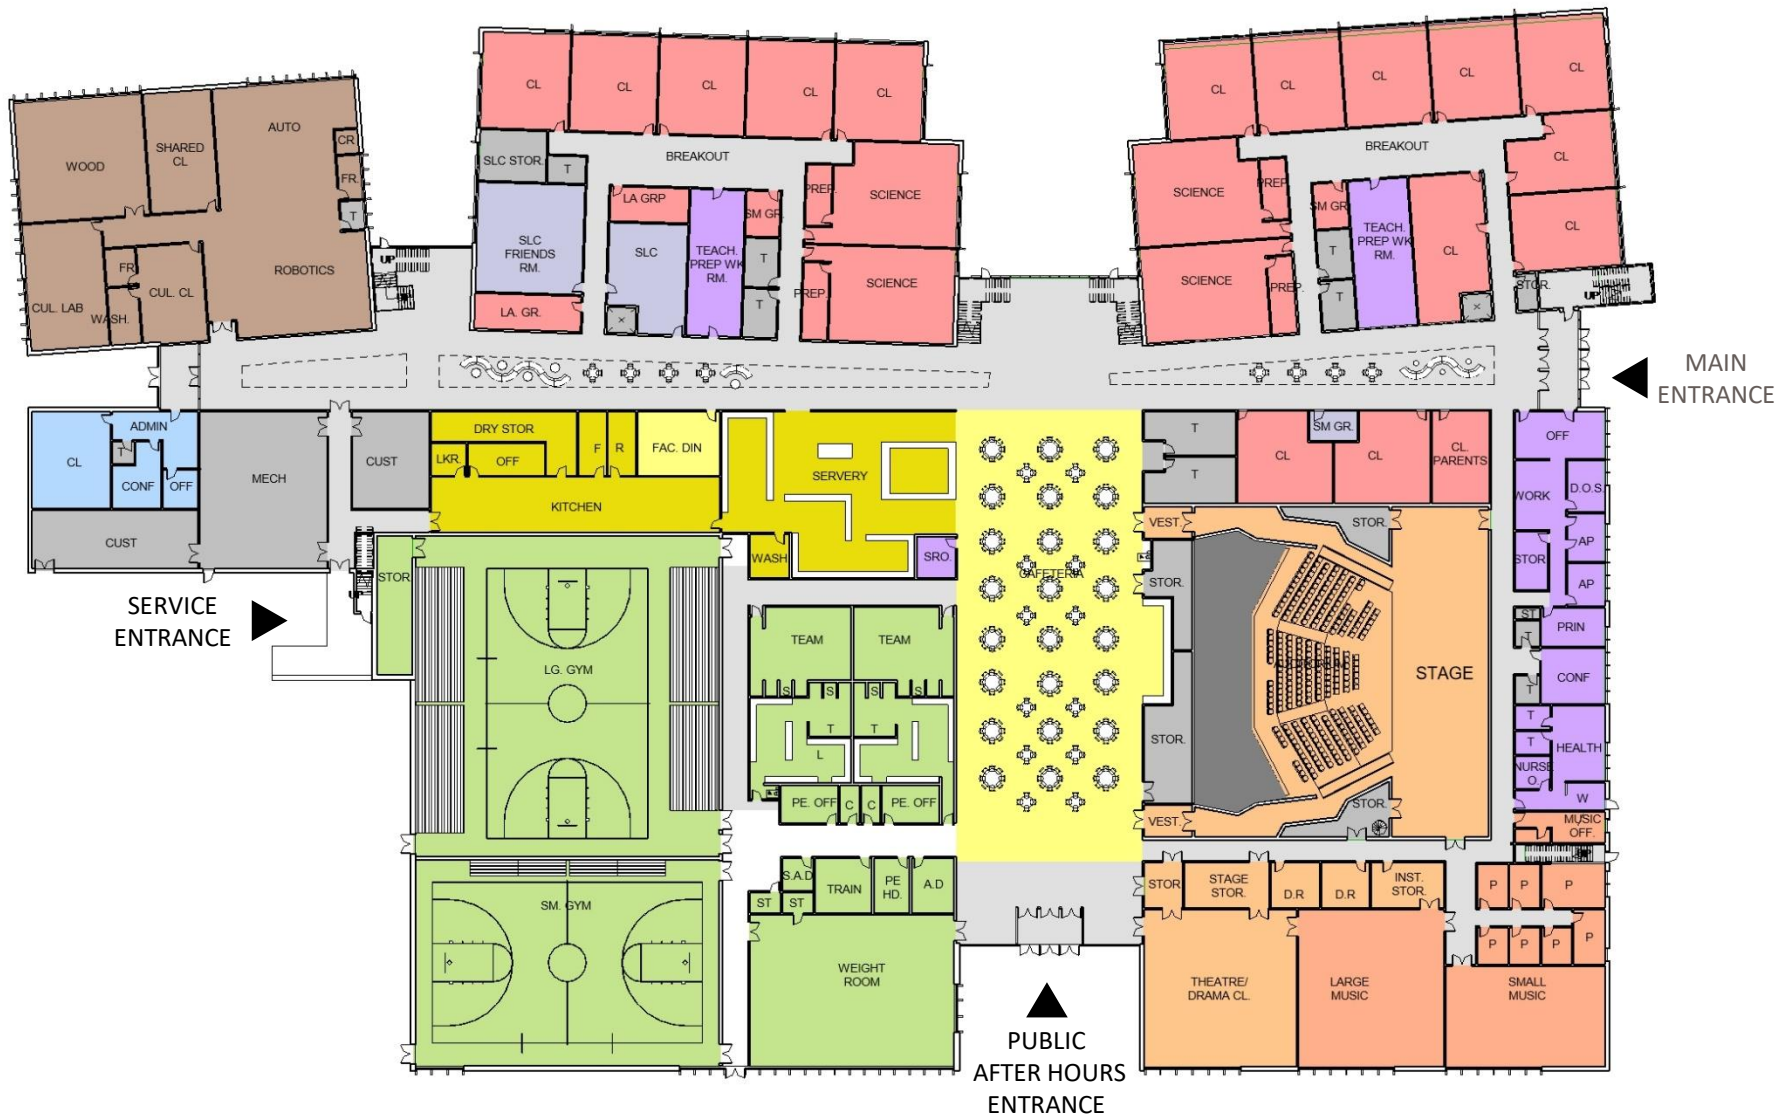 CL
CL
CL
CL
CL
CL
CL
CL
CL
CL
WOOD
SHARED
CL
AUTO
CR
FR.
T
ROBOTICS
CUL. LAB
FR
WASH.
CUL. CL
UP
SLC STOR.
T
BREAKOUT
SLC
FRIENDS
RM.
LA GRP
SLC
TEACH.
PREP WK
RM.
SM GR.
T
T
PREP.
SCIENCE
PREP.
SCIENCE
LA. GR.
BREAKOUT
SCIENCE
PREP.
SCIENCE
PREP.
SM GR.
T
T
TEACH.
PREP WK
RM.
CL
CL
CL
STOR.
UP
MAIN
ENTRANCE
CL
ADMIN
T
CONF
OFF
CUST
MECH
CUST
DRY STOR
LKR.
OFF
F
R
FAC. DIN
KITCHEN
SERVERY
WASH
SRO.
CAFETERIA
T
T
CL
SM GR.
CL
CL.
PARENTS
OFF
WORK
D.O.S.
AP
STOR
AP
ST
T
PRIN
CONF
T
T
T
HEALTH
NURSE
O.
W
MUSIC
OFF.
SERVICE
ENTRANCE
UP
STOR.
LG. GYM
TEAM
TEAM
S
S
S
S
T
T
L
PE. OFF
C
C
PE. OFF
VEST.
STOR.
STOR.
STOR.
AUDITORIUM
STAGE
STOR.
VEST.
SM. GYM
S.A.D
ST
ST
TRAIN
PE
HD.
A.D
WEIGHT
ROOM
STOR
STAGE
STOR.
D.R
D.R
INST.
STOR.
P
P
P
P
P
P
P
THEATRE/
DRAMA CL.
LARGE
MUSIC
SMALL
MUSIC
PUBLIC
AFTER HOURS
ENTRANCE